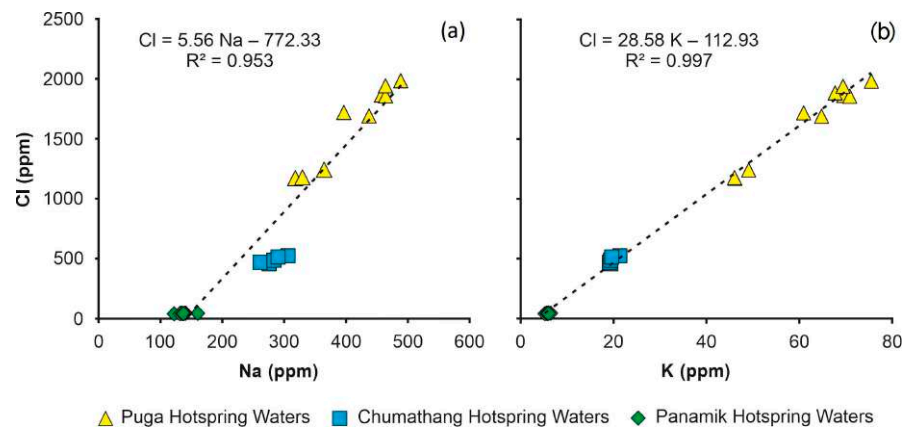 (a)
Cl = 5.56 Na – 772.33
R² = 0.953
2500
2000
1500
1000
500
0
Cl (ppm)
0 100 200 300 400 500 600
Na (ppm)
(b)
Cl = 28.58 K – 112.93
R² = 0.997
0 20 40 60 80
K (ppm)
Puga Hotspring Waters Chumathang Hotspring Waters Panamik Hotspring Waters